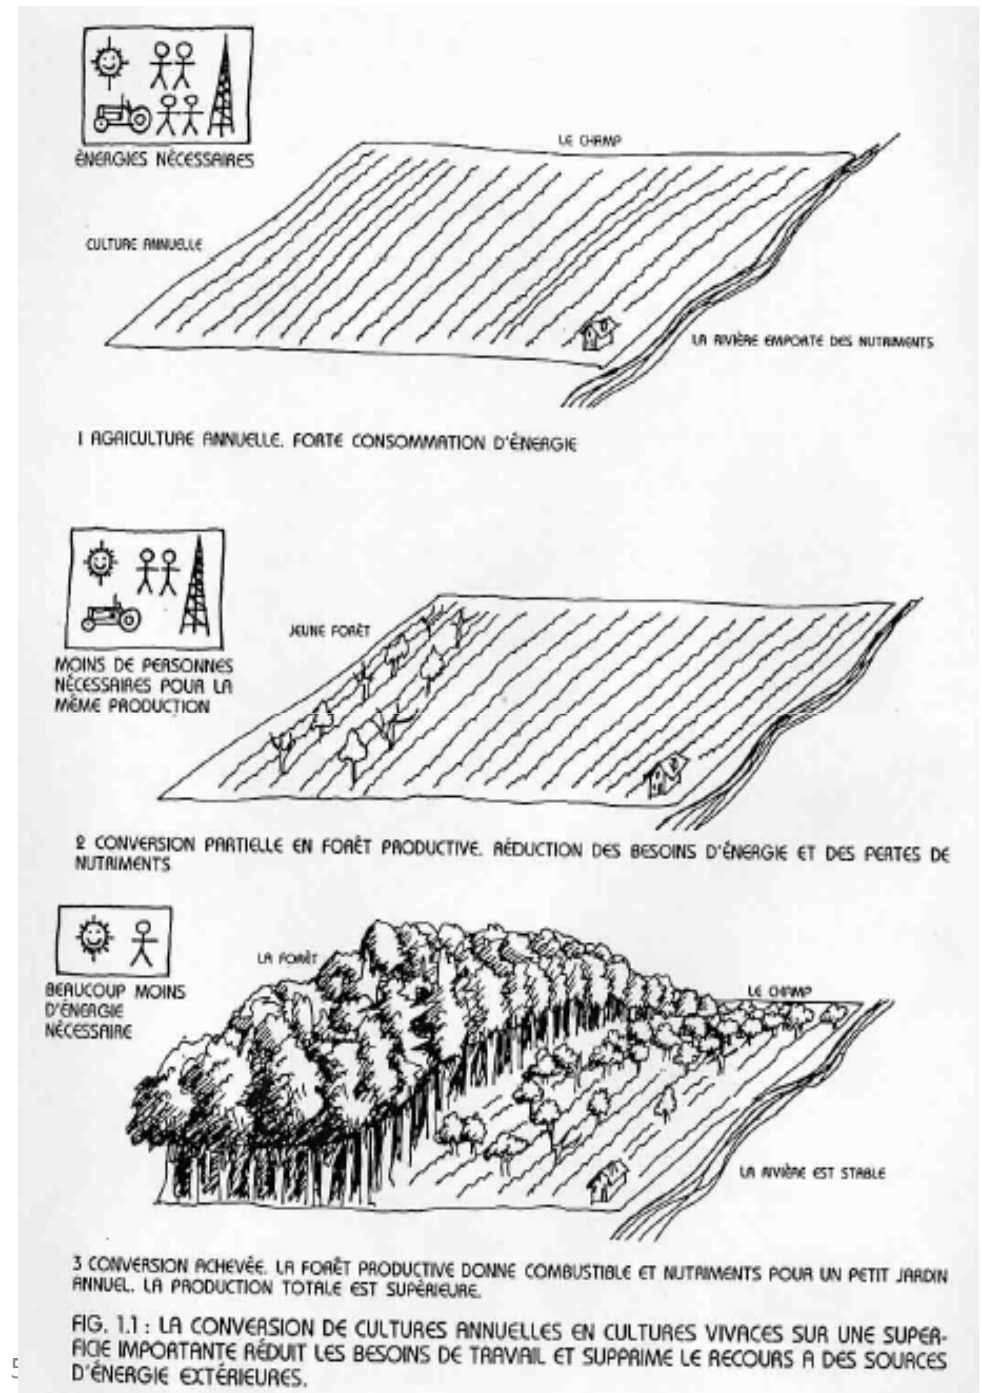 ÉNERGIES NÉCESSAIRES
LE CHAMP
CULTURE ANNUELLE
LA RIVIÈRE EMPORTE DES NUTRIMENTS
1 AGRICULTURE ANNUELLE. FORTE CONSOMMATION D'ÉNERGIE
JEUNE FORÊT
MOINS DE PERSONNES
NÉCESSAIRES POUR LA
MÊME PRODUCTION
2 CONVERSION PARTIELLE EN FORÊT PRODUCTIVE. RÉDUCTION DES BESOINS D'ÉNERGIE ET DES PERTES DE
NUTRIMENTS
LA FORÊT
LE CHAMP
BEAUCOUP MOINS
D'ÉNERGIE
NÉCESSAIRE
LA RIVIÈRE EST STABLE
3 CONVERSION ACHEVÉE. LA FORÊT PRODUCTIVE DONNE COMBUSTIBLE ET NUTRIMENTS POUR UN PETIT JARDIN
ANNUEL. LA PRODUCTION TOTALE EST SUPÉRIEURE.
FIG. 1.1 : LA CONVERSION DE CULTURES ANNUELLES EN CULTURES VIVACES SUR UNE SUPER-
FICIE IMPORTANTE RÉDUIT LES BESOINS DE TRAVAIL ET SUPPRIME LE RECOURS A DES SOURCES
D'ÉNERGIE EXTÉRIEURES.